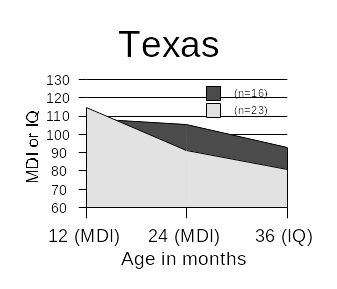 Texas
130
120
110
100
90
80
70
60
MDI or IQ
(n=16)
(n=23)
12 (MDI) 24 (MDI) 36 (IQ)
Age in months